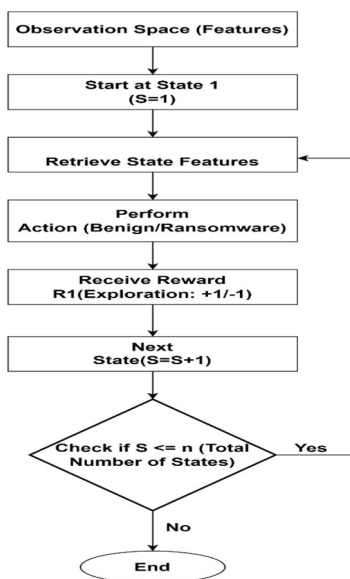 Observation Space (Features)
Start at State 1
(S=1)
Retrieve State Features
Perform
Action (Benign/Ransomware)
Receive Reward
R1(Exploration: +1/-1)
Next
State(S=S+1)
Check if S <= n (Total
Number of States)
Yes
No
End